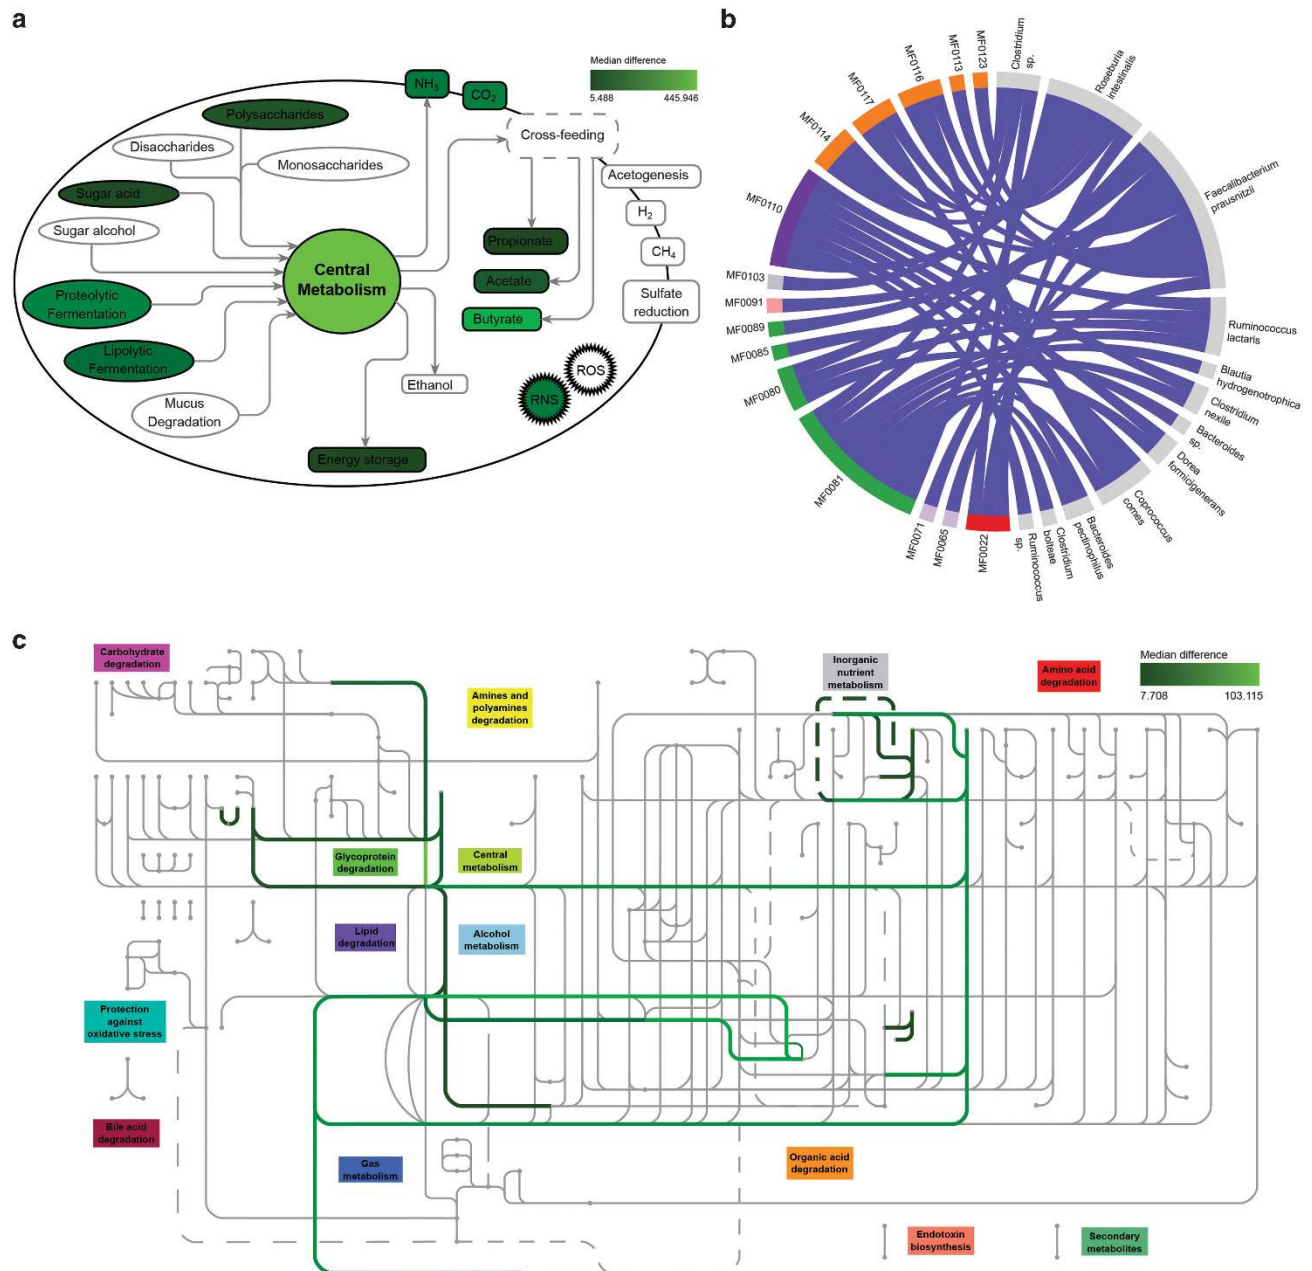 a
Median difference
5.488 445.946
NH3
CO2
Polysaccharides
Cross-feeding
Disaccharides
Monosaccharides
Acetogenesis
Sugar acid
H2
Sugar alcohol
Propionate
CH4
Central
Metabolism
Acetate
Proteolytic
Fermentation
Sulfate
reduction
Butyrate
Lipolytic
Fermentation
ROS
Ethanol
RNS
Mucus
Degradation
Energy storage
b
MF0123
MF0113
MF0116
MF0117
MF0114
MF0110
MF0103
MF0091
MF0089
MF0085
MF0080
MF0081
MF0071
MF0065
MF0022
Clostridium
sp.
Roseburia
intestinalis
Faecalibacterium
prausnitzii
Ruminococcus
lactaris
Blautia
hydrogenotrophica
Clostridium
nexile
Bacteroides
sp.
Dorea
formicigenerans
Coprococcus
comes
Bacteroides
pectinophilus
Clostridium
bolteae
Ruminococcus
sp.
c
Carbohydrate
degradation
Amines and
polyamines
degradation
Inorganic
nutrient
metabolism
Amino acid
degradation
Median difference
7.708 103.115
Glycoprotein
degradation
Central
metabolism
Lipid
degradation
Alcohol
metabolism
Protection
against
oxidative stress
Bile acid
degradation
Gas
metabolism
Organic acid
degradation
Endotoxin
biosynthesis
Secondary
metabolites